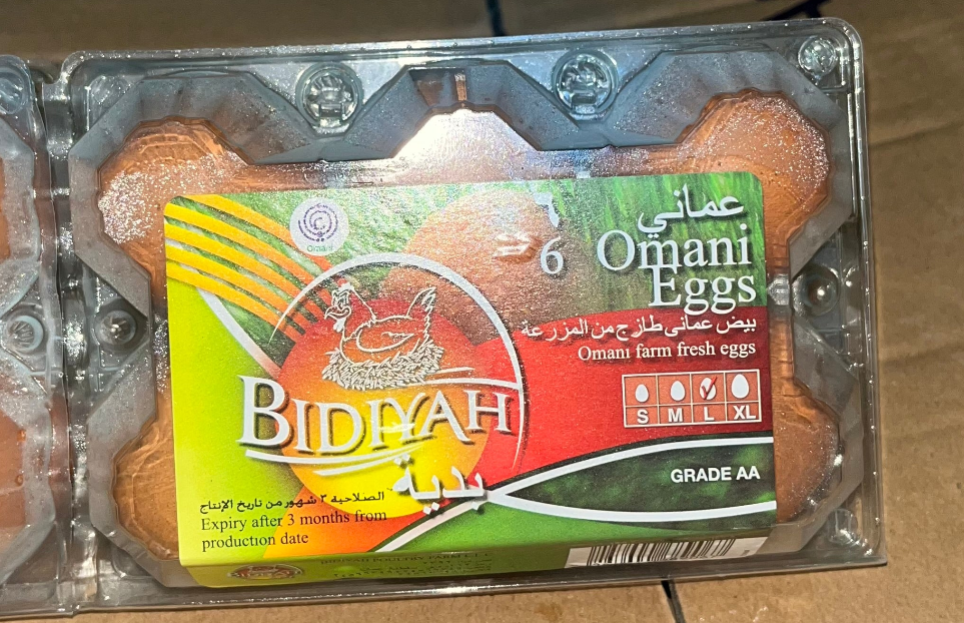 عماني
٦
6
Omani
Eggs
Omani
بيض عماني طازج من المزرعة
Omani farm fresh eggs
S M L XL
BIDIYAH
بدية
GRADE AA
الصلاحية ٣ شهور من تاريخ الإنتاج
Expiry after 3 months from
production date